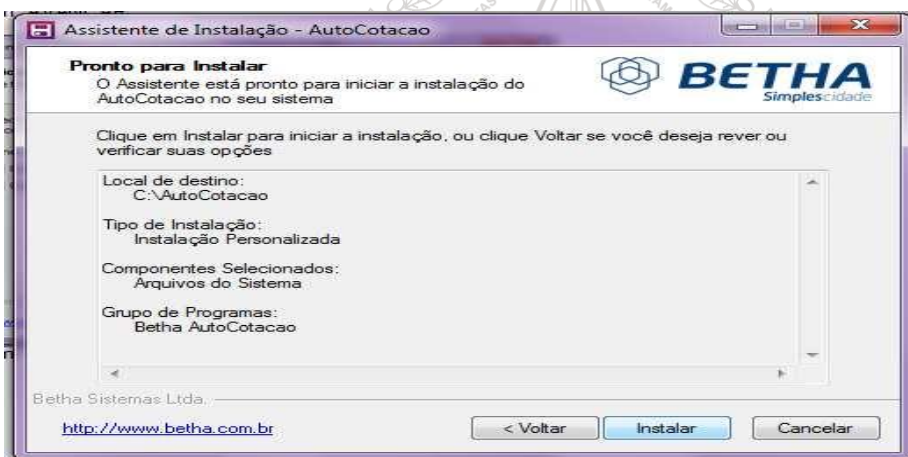 Assistente de Instalação - AutoCotacao
Pronto para Instalar
O Assistente está pronto para iniciar a instalação do
AutoCotacao no seu sistema
BETHA
Simplescidade
Clique em Instalar para iniciar a instalação, ou clique Voltar se você deseja rever ou
verificar suas opções
Local de destino:
C:\AutoCotacao
Tipo de Instalação:
Instalação Personalizada
Componentes Selecionados:
Arquivos do Sistema
Grupo de Programas:
Betha AutoCotacao
Betha Sistemas Ltda.
http://www.betha.com.br
< Voltar
Instalar
Cancelar